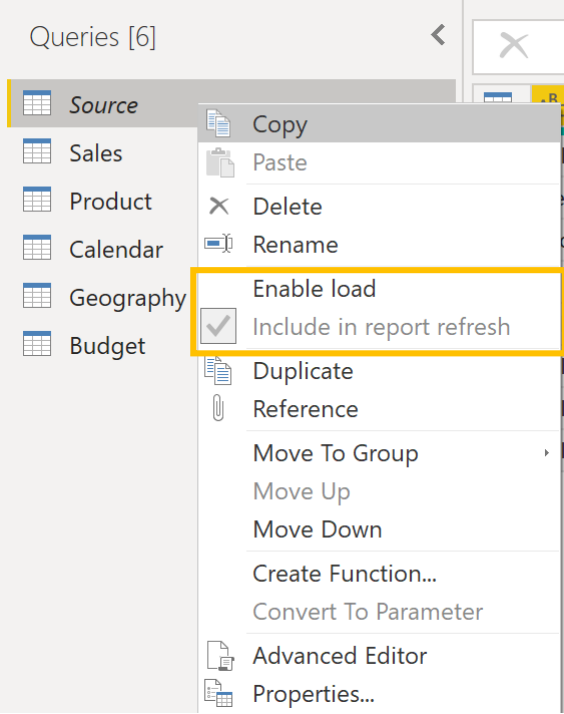 Queries [6]
Source
Sales
Product
Calendar
Geography
Budget
Copy
Paste
Delete
Rename
Enable load
Include in report refresh
Duplicate
Reference
Move To Group
Move Up
Move Down
Create Function...
Convert To Parameter
Advanced Editor
Properties...